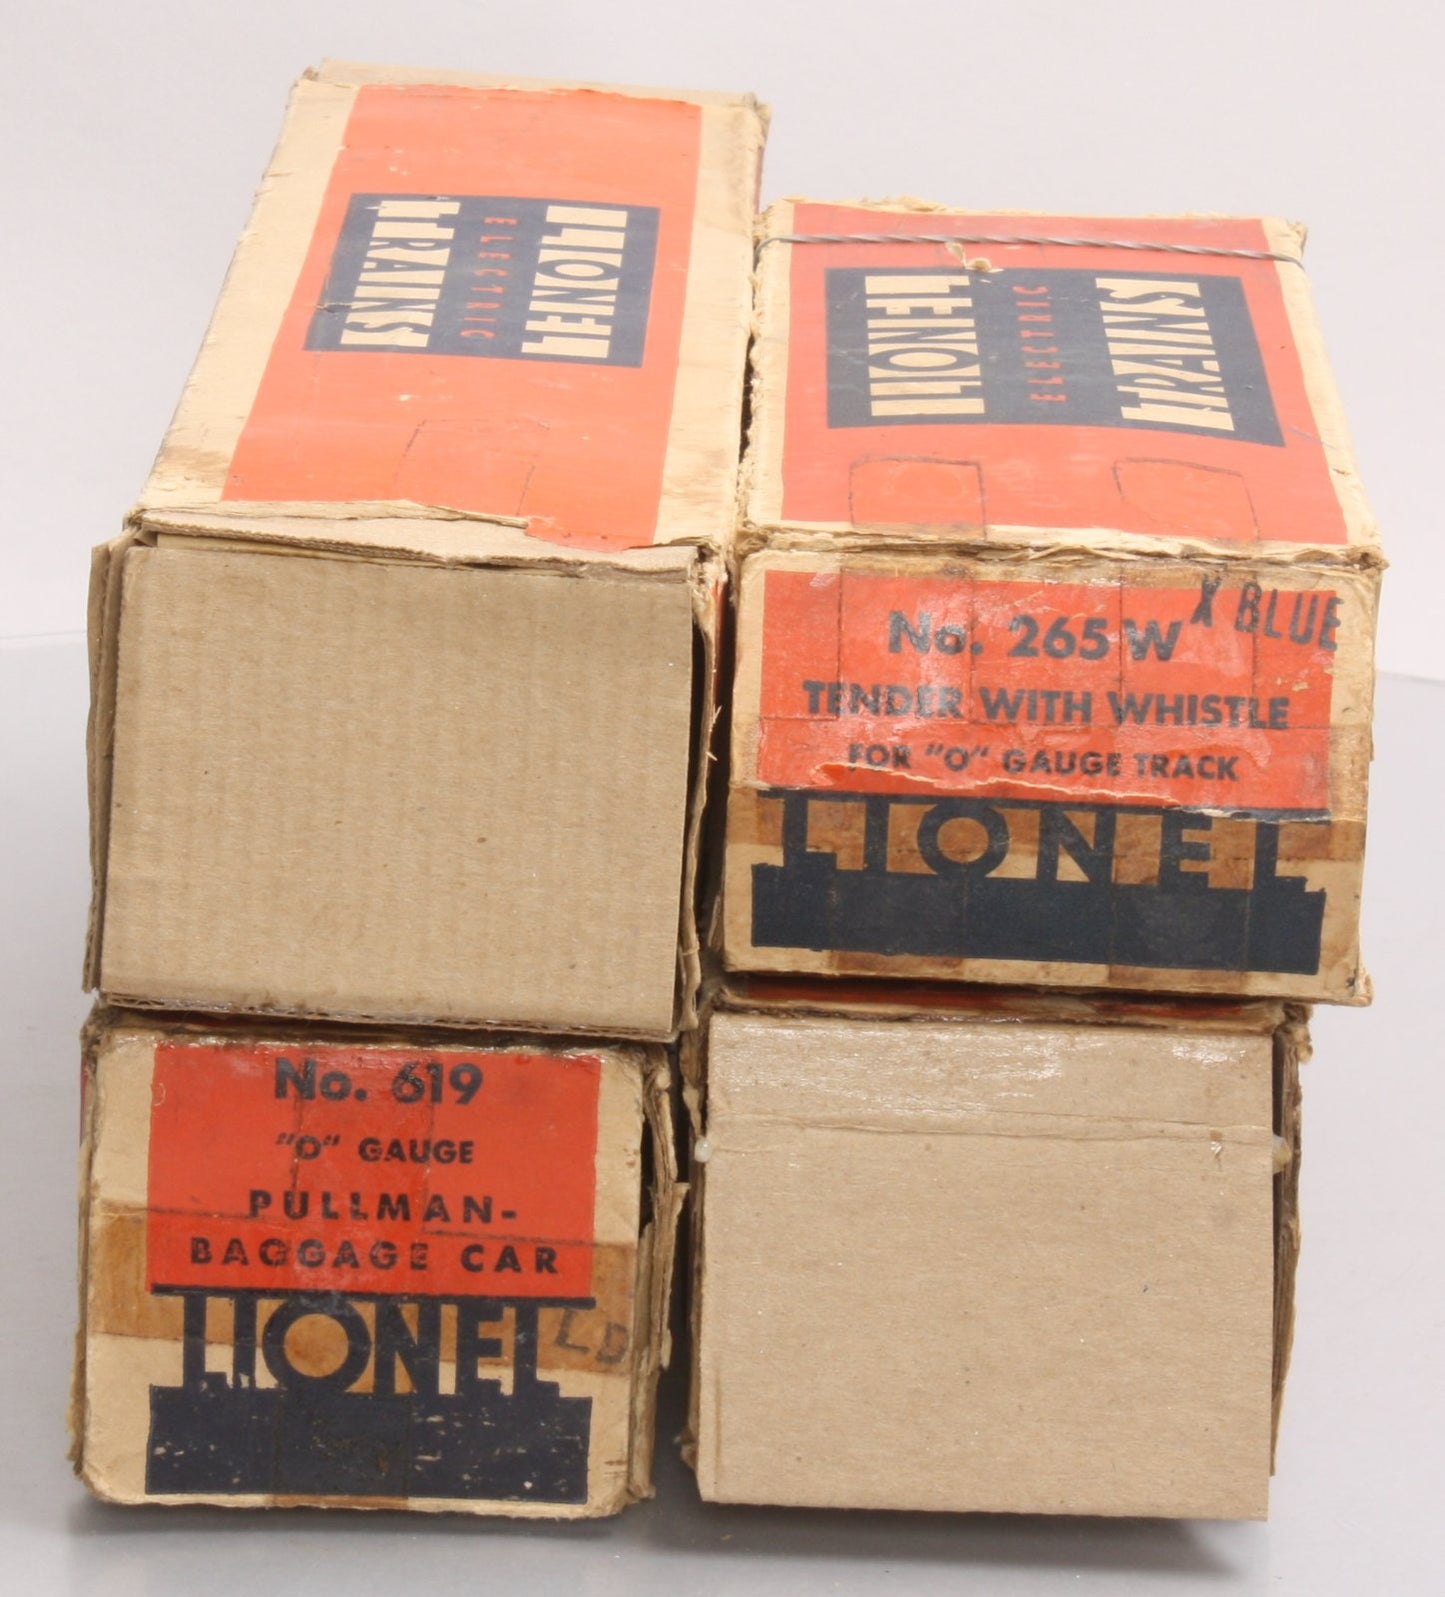 LIONEL
ELECTRIC
TRAINS
LIONEL
ELECTRIC
TRAINS
No. 265 W X BLUE
TENDER WITH WHISTLE
FOR "O" GAUGE TRACK
LIONEL
No. 619
"O" GAUGE
PULLMAN-
BAGGAGE CAR
LIONEL
LD